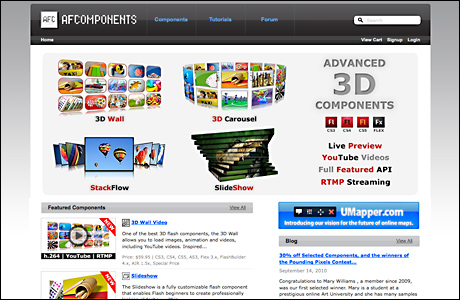 AFC AFCOMPONENTS
Components Tutorials Forum
Search
Home
View Cart Signup Login
3D Wall
3D Carousel
StackFlow
SlideShow
ADVANCED
3D
COMPONENTS
Fl Fl Fl Fx
CS3 CS4 CS5 FLEX
Live Preview
YouTube Videos
Full Featured API
RTMP Streaming
Featured Components View All
NEW
h.264 | YouTube | RTMP
3D Wall Video
One of the best 3D flash components, the 3D Wall
allows you to load images, animation and videos,
including YouTube videos. Inspired...
Price: $59.95 | CS3, CS4, CS5, AS3, Flex 3.x, FlashBuilder
4.x, AIR 1.5x, Special Price
NEW
Slideshow
The Slideshow is a fully customizable flash component
that enables Flash beginners to create professionally
UMapper.com
Introducing our vision for the future of online maps.
Blog View All
30% off Selected Components, and the winners of
the Pounding Pixels Contest...
September 14, 2010
Congratulations to Mary Williams , a member since 2009,
was our first selected winner. Mary is a student at a
prestigious online Art University and she has many samples